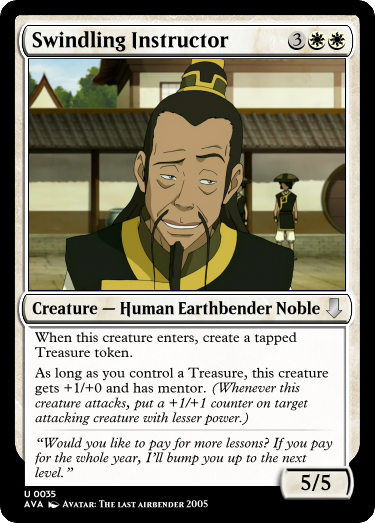 Swindling Instructor 3
Creature — Human Earthbender Noble
When this creature enters, create a tapped
Treasure token.
As long as you control a Treasure, this creature
gets +1/+0 and has mentor. (Whenever this
creature attacks, put a +1/+1 counter on target
attacking creature with lesser power.)
“Would you like to pay for more lessons? If you pay
for the whole year, I’ll bump you up to the next
level.”
5/5
U 0035
AVA Avatar: The last airbender 2005